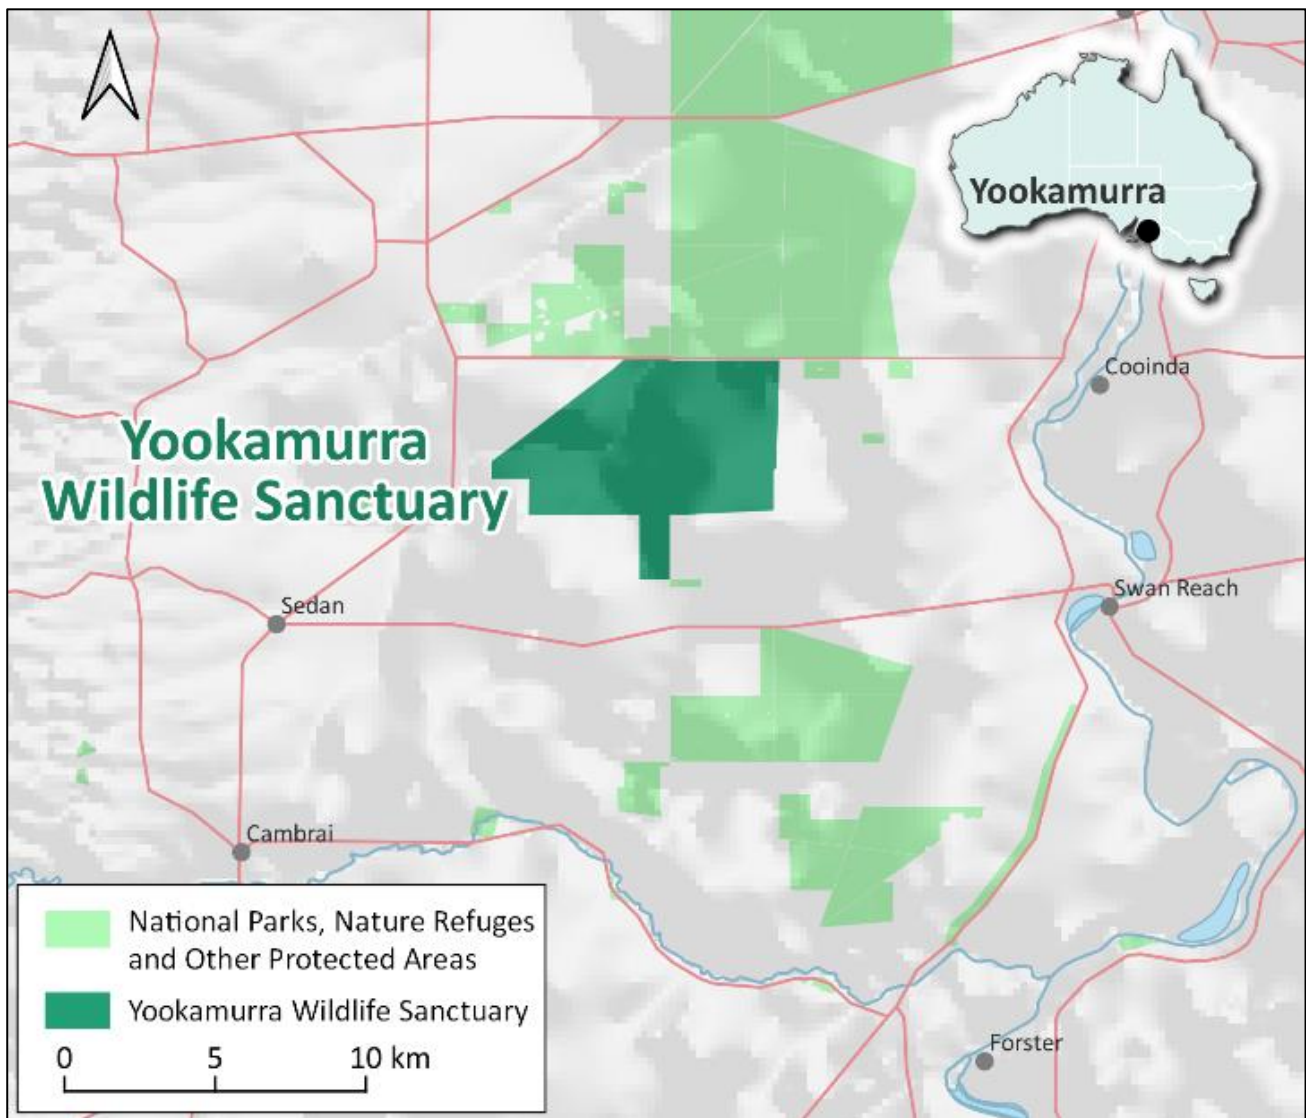 Yookamurra
Cooinda
Yookamurra
Wildlife Sanctuary
Swan Reach
Sedan
Cambrai
National Parks, Nature Refuges
and Other Protected Areas
Yookamurra Wildlife Sanctuary
0 5 10 km
Forster